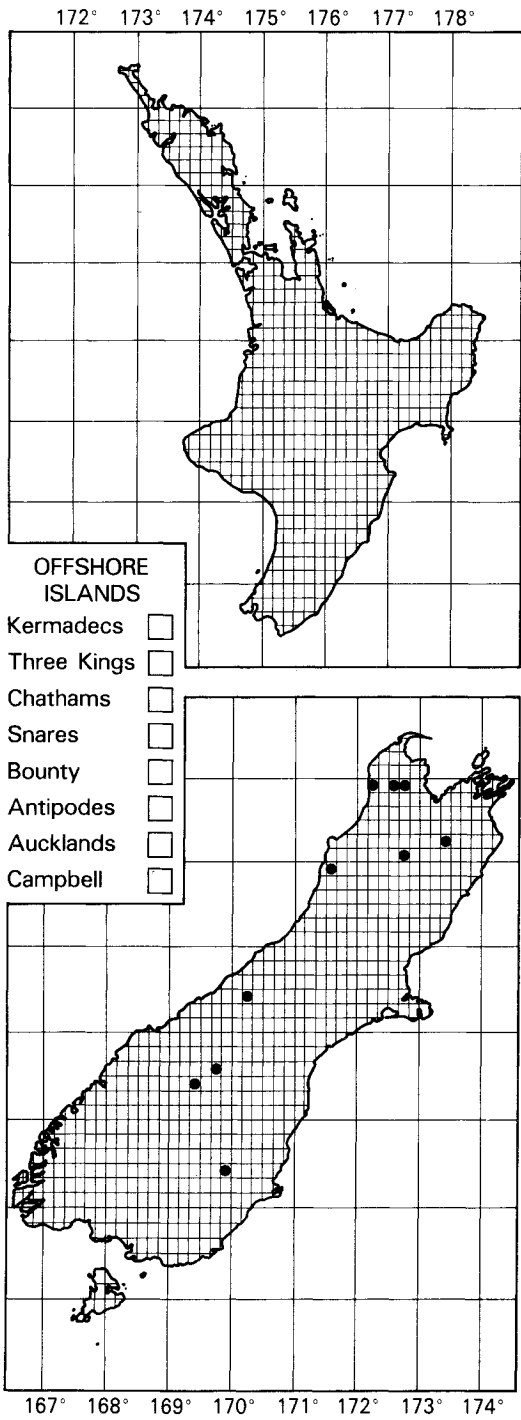 172° 174° 175° 176° 177° 178°
OFFSHORE
ISLANDS
Kermadecs
Three Kings
Chathams
Snares
Bounty
Antipodes
Aucklands
Campbell
167° 168° 169° 170° 171° 172° 173° 174°